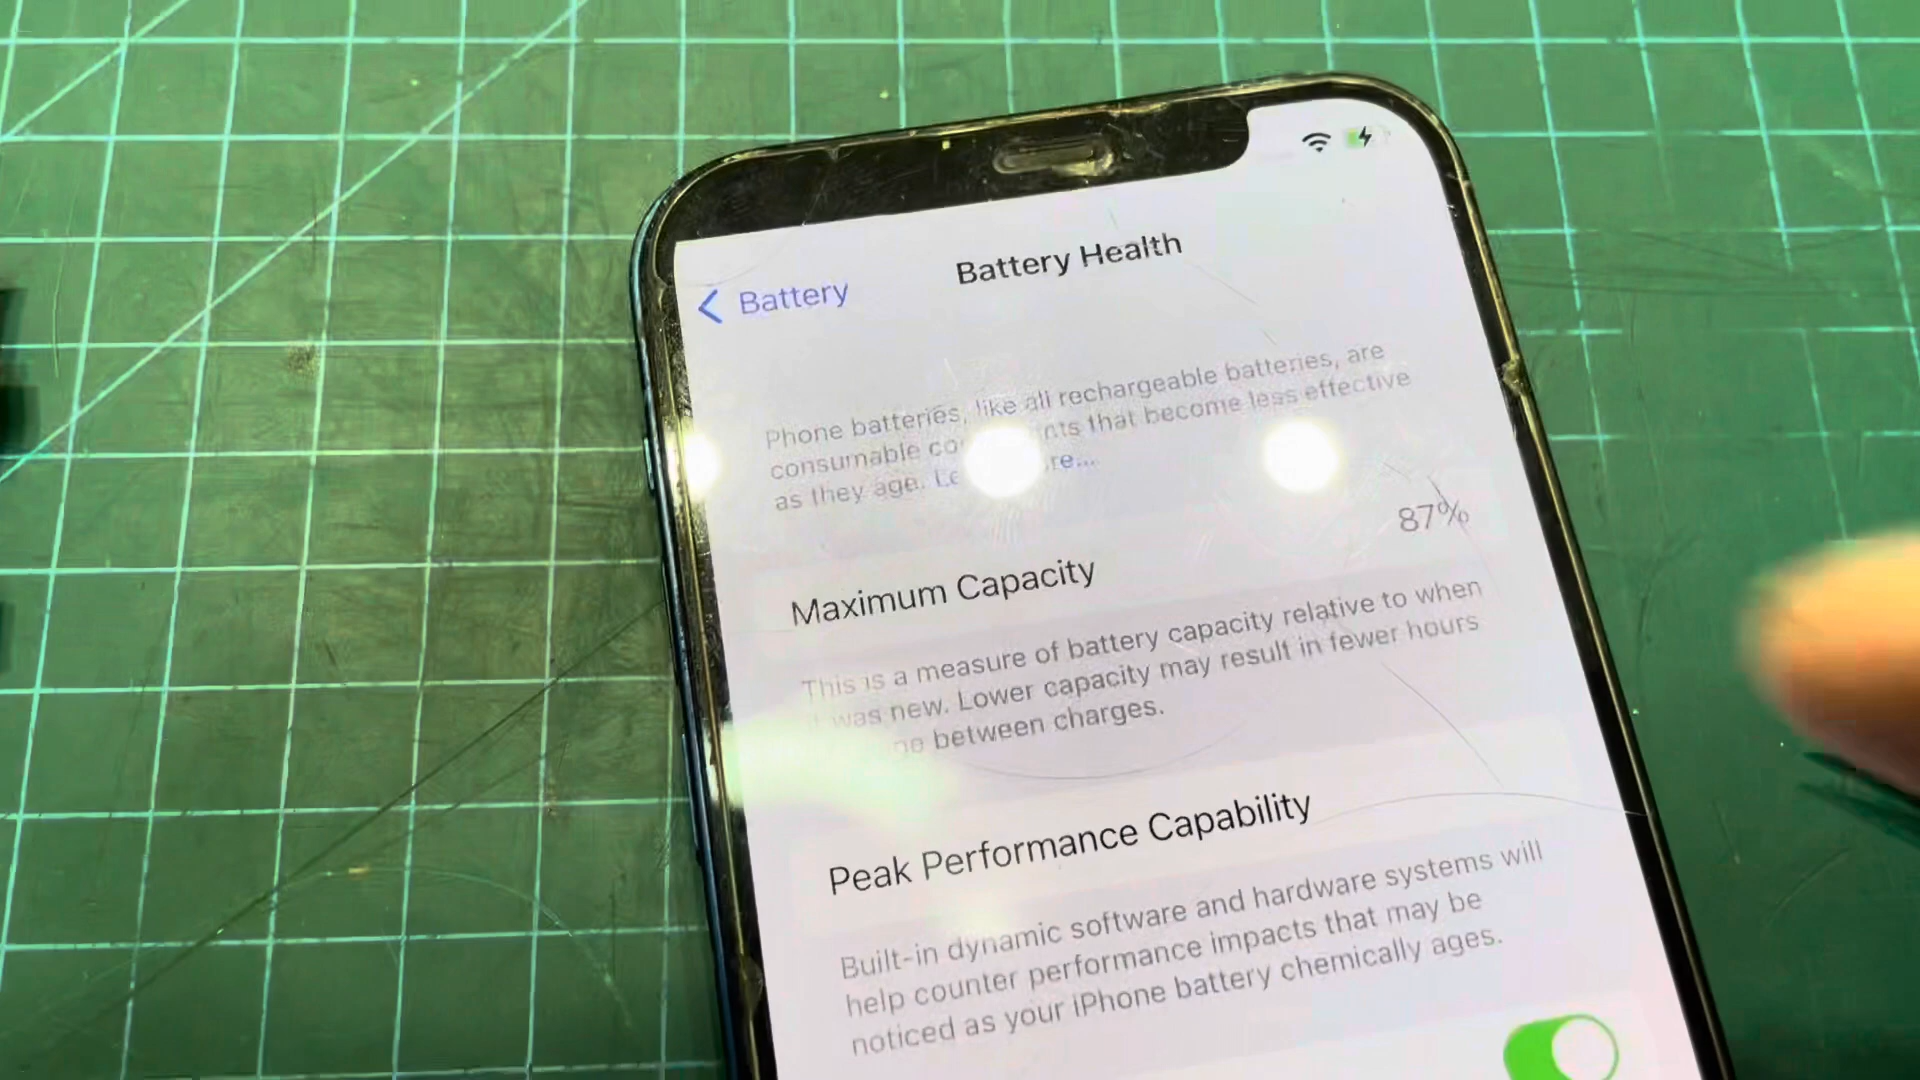 Battery Health
Battery
Phone batteries, like all rechargeable batteries, are
consumable that become less effective
as they age.
87%
Maximum Capacity
This is a measure of battery capacity relative to when
was new. Lower capacity may result in fewer hours
between charges.
Peak Performance Capability
Built-in dynamic software and hardware systems will
help counter performance impacts that may be
noticed as your iPhone battery chemically ages.